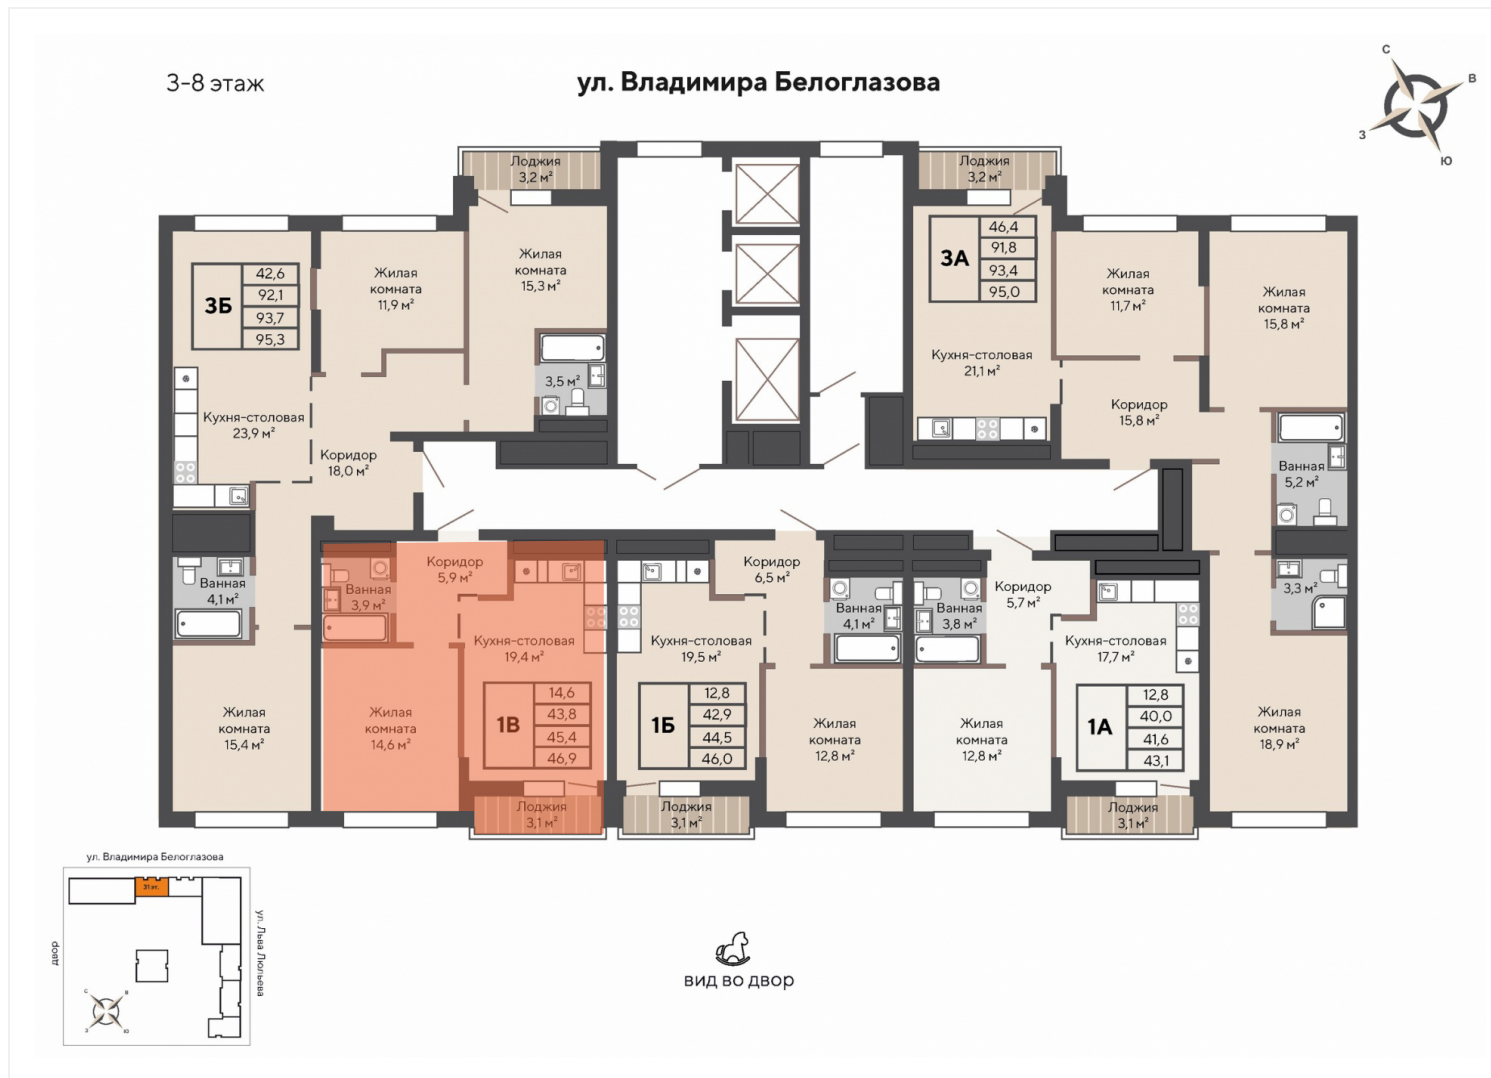 3-8 этаж
ул. Владимира Белоглазова
С
В
З
Ю
Лоджия
3,2 м²
Лоджия
3,2 м²
3Б
42,6
92,1
93,7
95,3
Жилая
комната
11,9 м²
Жилая
комната
15,3 м²
3А
46,4
91,8
93,4
95,0
Жилая
комната
11,7 м²
Жилая
комната
15,8 м²
3,5 м²
Кухня-столовая
23,9 м²
Коридор
18,0 м²
Кухня-столовая
21,1 м²
Коридор
15,8 м²
Ванная
5,2 м²
Ванная
4,1 м²
Ванная
3,9 м²
Коридор
5,9 м²
Кухня-столовая
19,4 м²
Коридор
6,5 м²
Кухня-столовая
19,5 м²
Ванная
4,1 м²
Ванная
3,8 м²
Коридор
5,7 м²
Кухня-столовая
17,7 м²
3,3 м²
Жилая
комната
15,4 м²
Жилая
комната
14,6 м²
1В
14,6
43,8
45,4
46,9
1Б
12,8
42,9
44,5
46,0
Жилая
комната
12,8 м²
Жилая
комната
12,8 м²
1А
12,8
40,0
41,6
43,1
Жилая
комната
18,9 м²
Лоджия
3,1 м²
Лоджия
3,1 м²
Лоджия
3,1 м²
ул. Владимира Белоглазова
31 эт.
двор
ул. Льва Люльева
С
В
З
Ю
вид во двор